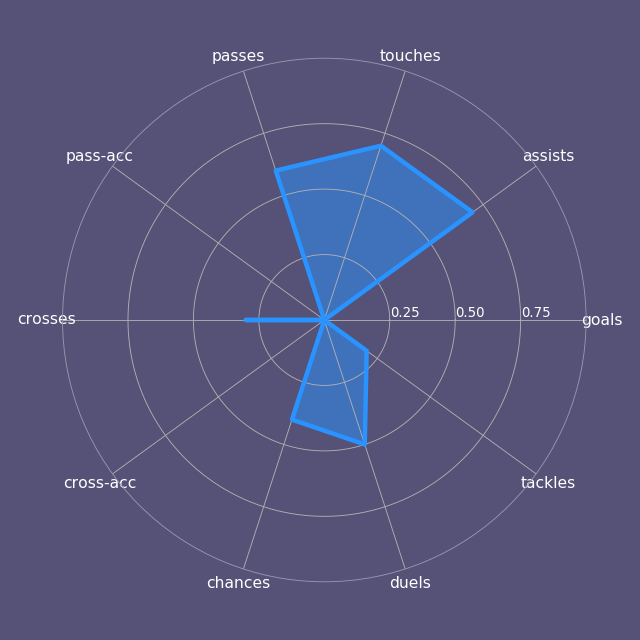 passes
touches
pass-acc
assists
crosses
0.25
0.50
0.75
goals
cross-acc
tackles
chances
duels